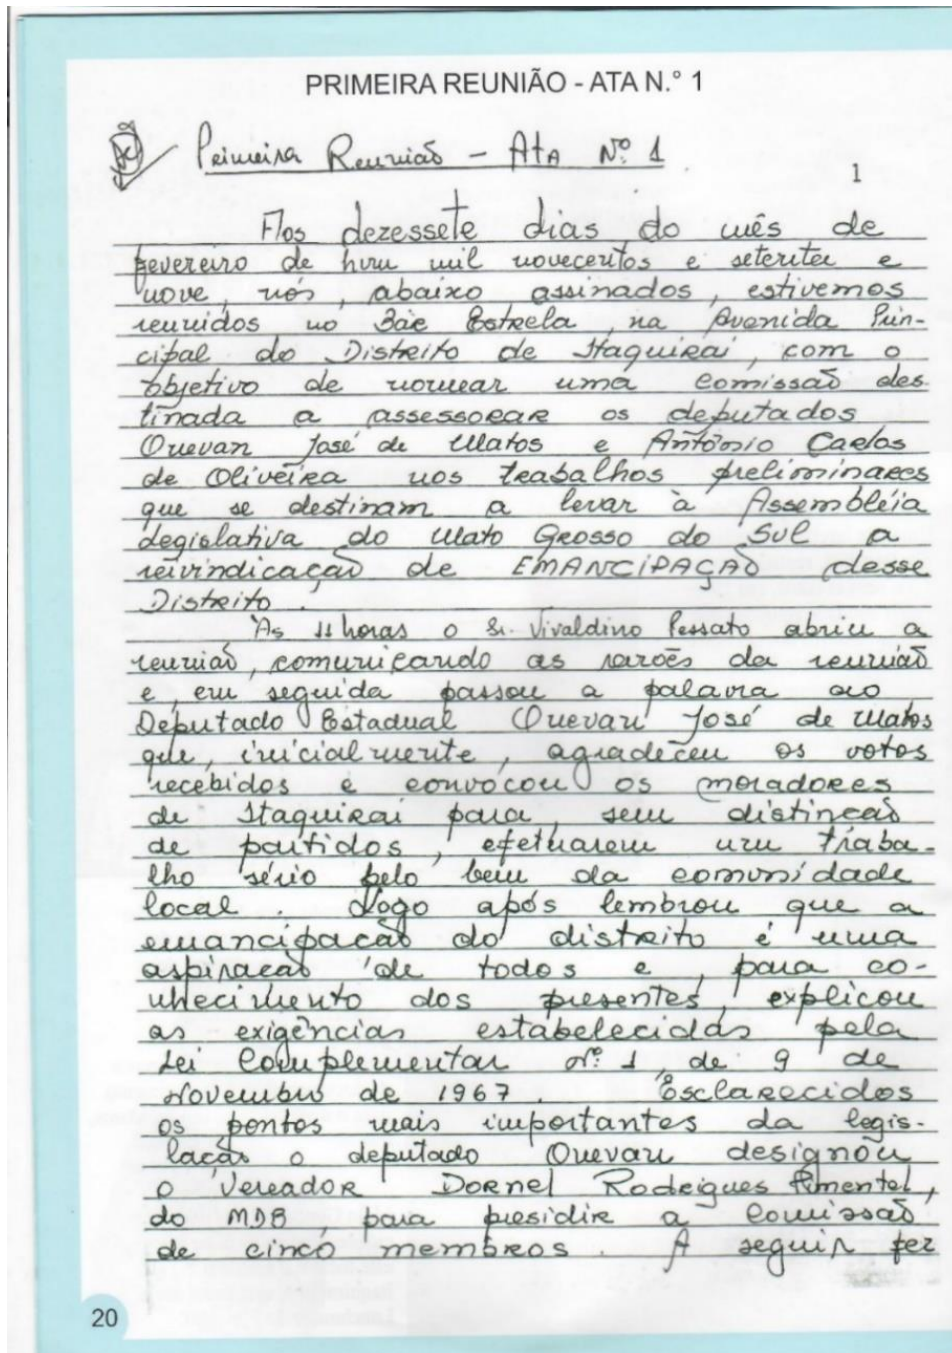 PRIMEIRA REUNIÃO - ATA N.° 1
Primeira Reunião - Ata Nº 1
1
Aos dezessete dias do mês de
fevereiro de hum mil novecentos e setenta e
nove, nós, abaixo assinados, estivemos
reunidos no Bar Estrela, na Avenida Prin-
cipal do Distrito de Itaquirai, com o
objetivo de nomear uma comissão des-
tinada a assessorar os deputados
Onevan José de Matos e Antônio Carlos
de Oliveira nos trabalhos preliminares
que se destinam a levar à Assembléia
Legislativa do Mato Grosso do Sul a
reivindicação de EMANCIPAÇÃO desse
Distrito.
Às 11 horas o Sr. Vivaldino Pessato abriu a
reunião, comunicando as razões da reunião
e, em seguida passou a palavra ao
Deputado Estadual Onevan José de Matos
que, inicialmente, agradeceu os votos
recebidos e convocou os moradores
de Itaquirai para, sem distinção
de partidos, efetuarem um traba-
lho sério pelo bem da comunidade
local. Logo após lembrou que a
emancipação do distrito é uma
aspiração de todos e, para co-
nhecimento dos presentes, explicou
as exigências estabelecidas pela
Lei Complementar nº 1, de 9 de
Novembro de 1967. Esclarecidos
os pontos mais importantes da legis-
lação o deputado Onevan designou
o Vereador Dornel Rodrigues Pimentel,
do MDB, para presidir a Comissão
de cinco membros. A seguir fez
20